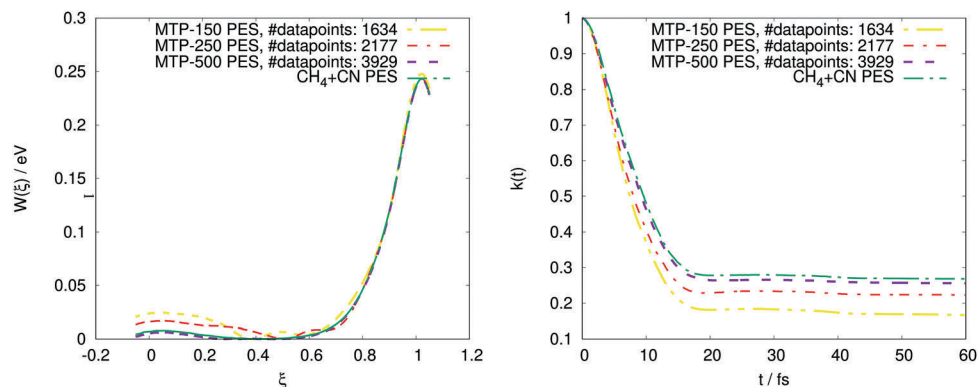 0.3
0.25
0.2
0.15
0.1
0.05
0
W(ξ) / eV
l
-0.2
0
0.2
0.4
0.6
0.8
1
1.2
ξ
MTP-150 PES, #datapoints: 1634
MTP-250 PES, #datapoints: 2177
MTP-500 PES, #datapoints: 3929
CH4+CN PES
1
0.9
0.8
0.7
0.6
0.5
0.4
0.3
0.2
0.1
k(t)
0
10
20
30
40
50
60
t / fs
MTP-150 PES, #datapoints: 1634
MTP-250 PES, #datapoints: 2177
MTP-500 PES, #datapoints: 3929
CH4+CN PES